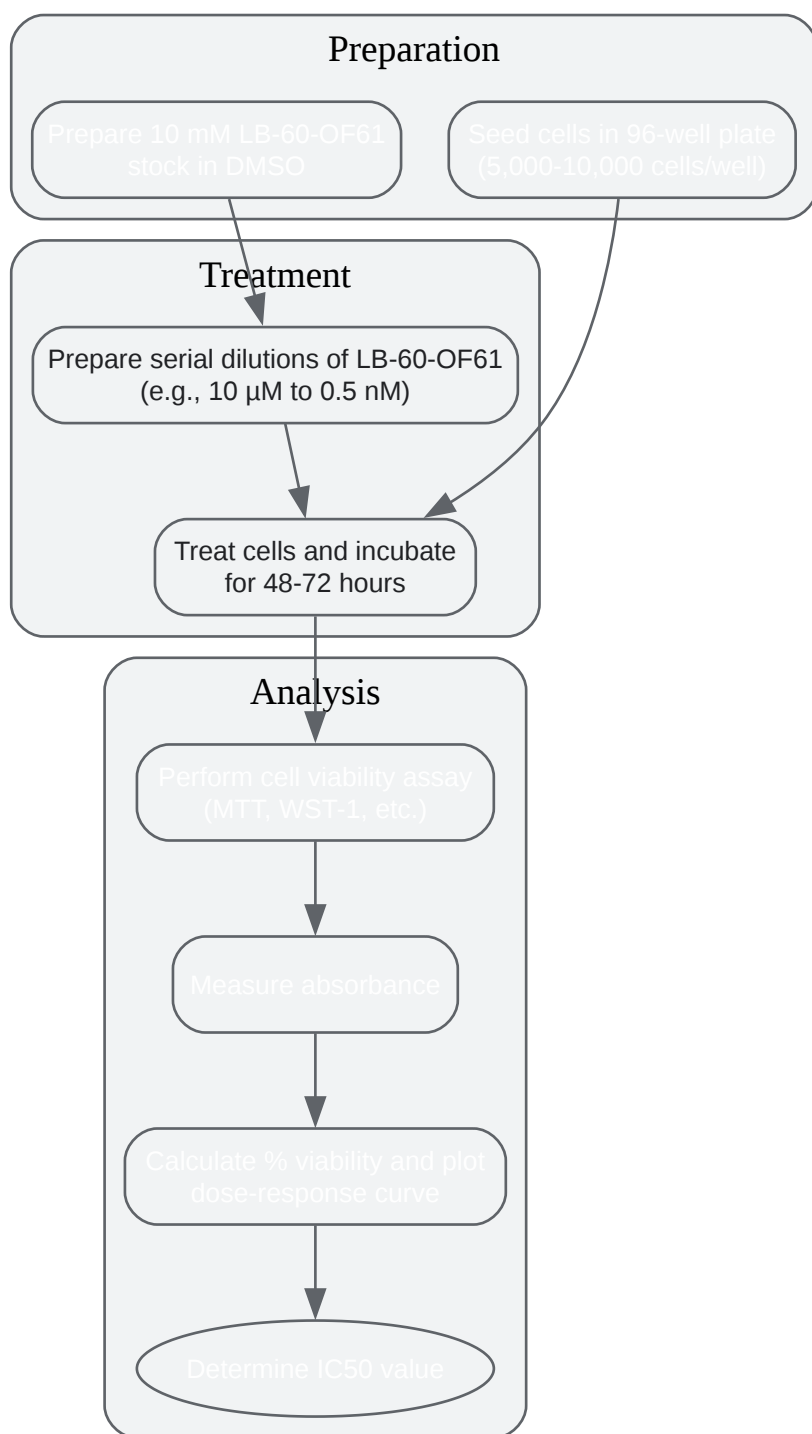 Preparation
Prepare 10 mM LB-60-OF61
stock in DMSO
Seed cells in 96-well plate
(5,000-10,000 cells/well)
Treatment
Prepare serial dilutions of LB-60-OF61
(e.g., 10 µM to 0.5 nM)
Treat cells and incubate
for 48-72 hours
Analysis
Perform cell viability assay
(MTT, WST-1, etc.)
Measure absorbance
Calculate % viability and plot
dose-response curve
Determine IC50 value